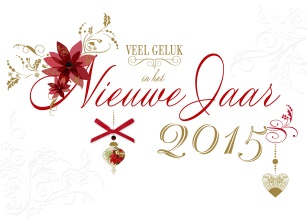 VEEL GELUK
in het
Nieuwe Jaar
2015